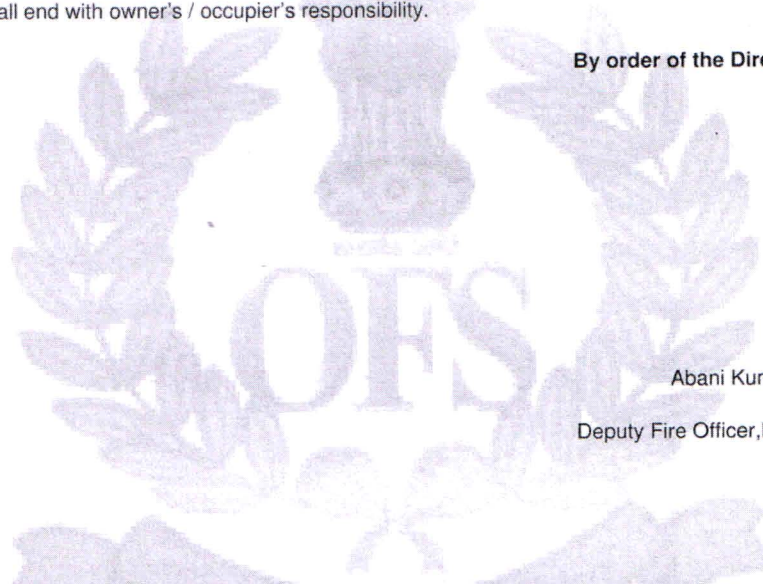 all end with owner's / occupier's responsibility.
By order of the Dire
OFS
Abani Kur
Deputy Fire Officer,